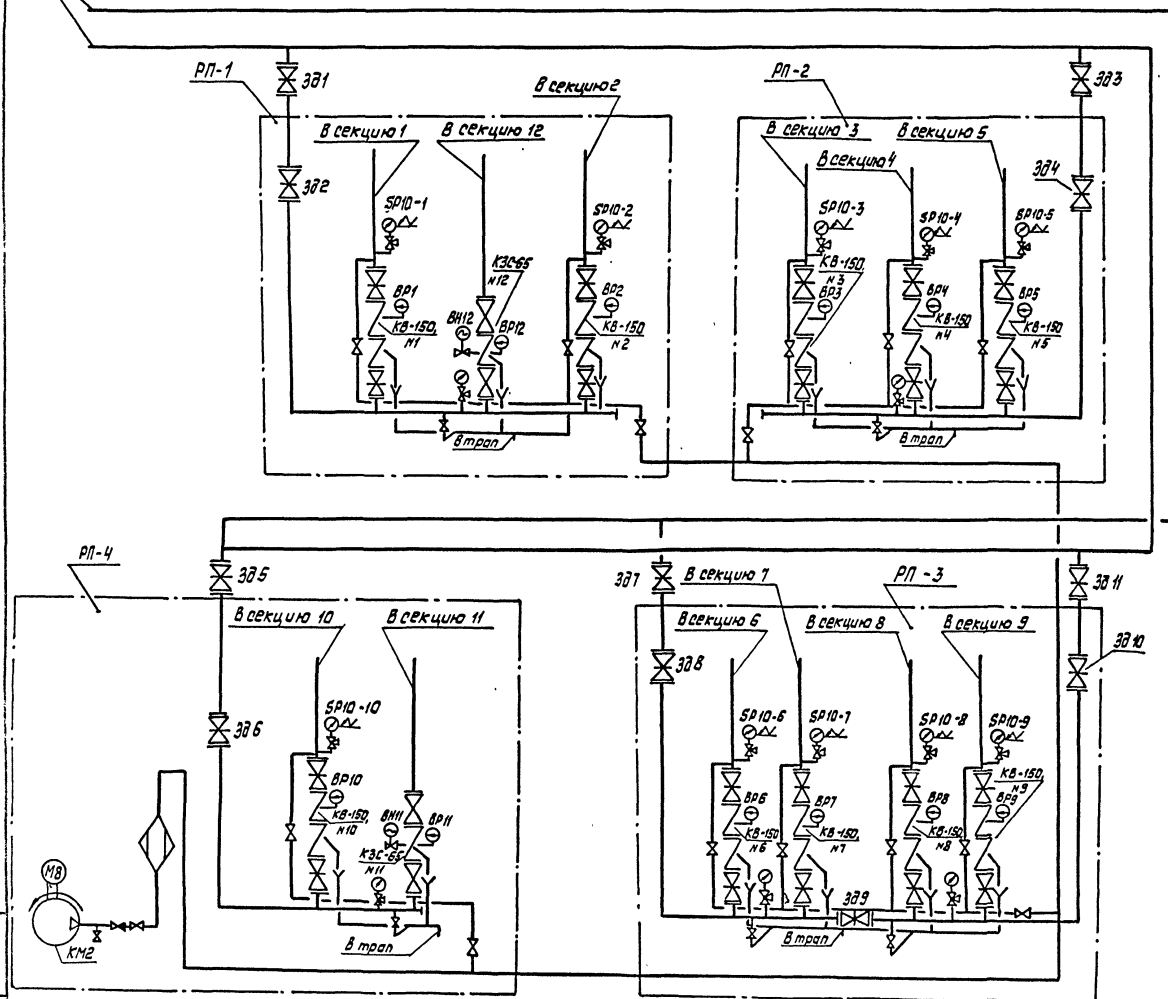 РП-1
Зд1
В секцию 2
РП-2
Зд3
В секцию 1
В секцию 12
В секцию 3
В секцию 5
В секцию 4
Зд2
Зд4
SP10-1
SP10-2
SP10-3
SP10-4
SP10-5
КЗС-65
N12
КВ-150,
N3
ВР1
ВР2
ВР3
ВР4
ВР5
ВН12
ВР12
КВ-150,
N1
КВ-150,
N2
КВ-150
N4
КВ-150
N5
В трап
В трап
РП-4
Зд5
Зд7
В секцию 7
РП-3
Зд11
В секцию 10
В секцию 11
В секцию 6
В секцию 8
В секцию 9
Зд10
Зд8
Зд6
SP10-10
SP10-6
SP10-7
SP10-8
SP10-9
КВ-150,
N9
ВР10
ВР6
ВР7
ВР8
ВР9
КВ-150,
N10
ВН11
ВР11
КЗС-65
N11
КВ-150
N6
КВ-150,
N7
КВ-150
N8
М8
Зд9
КМ2
В трап
В трап